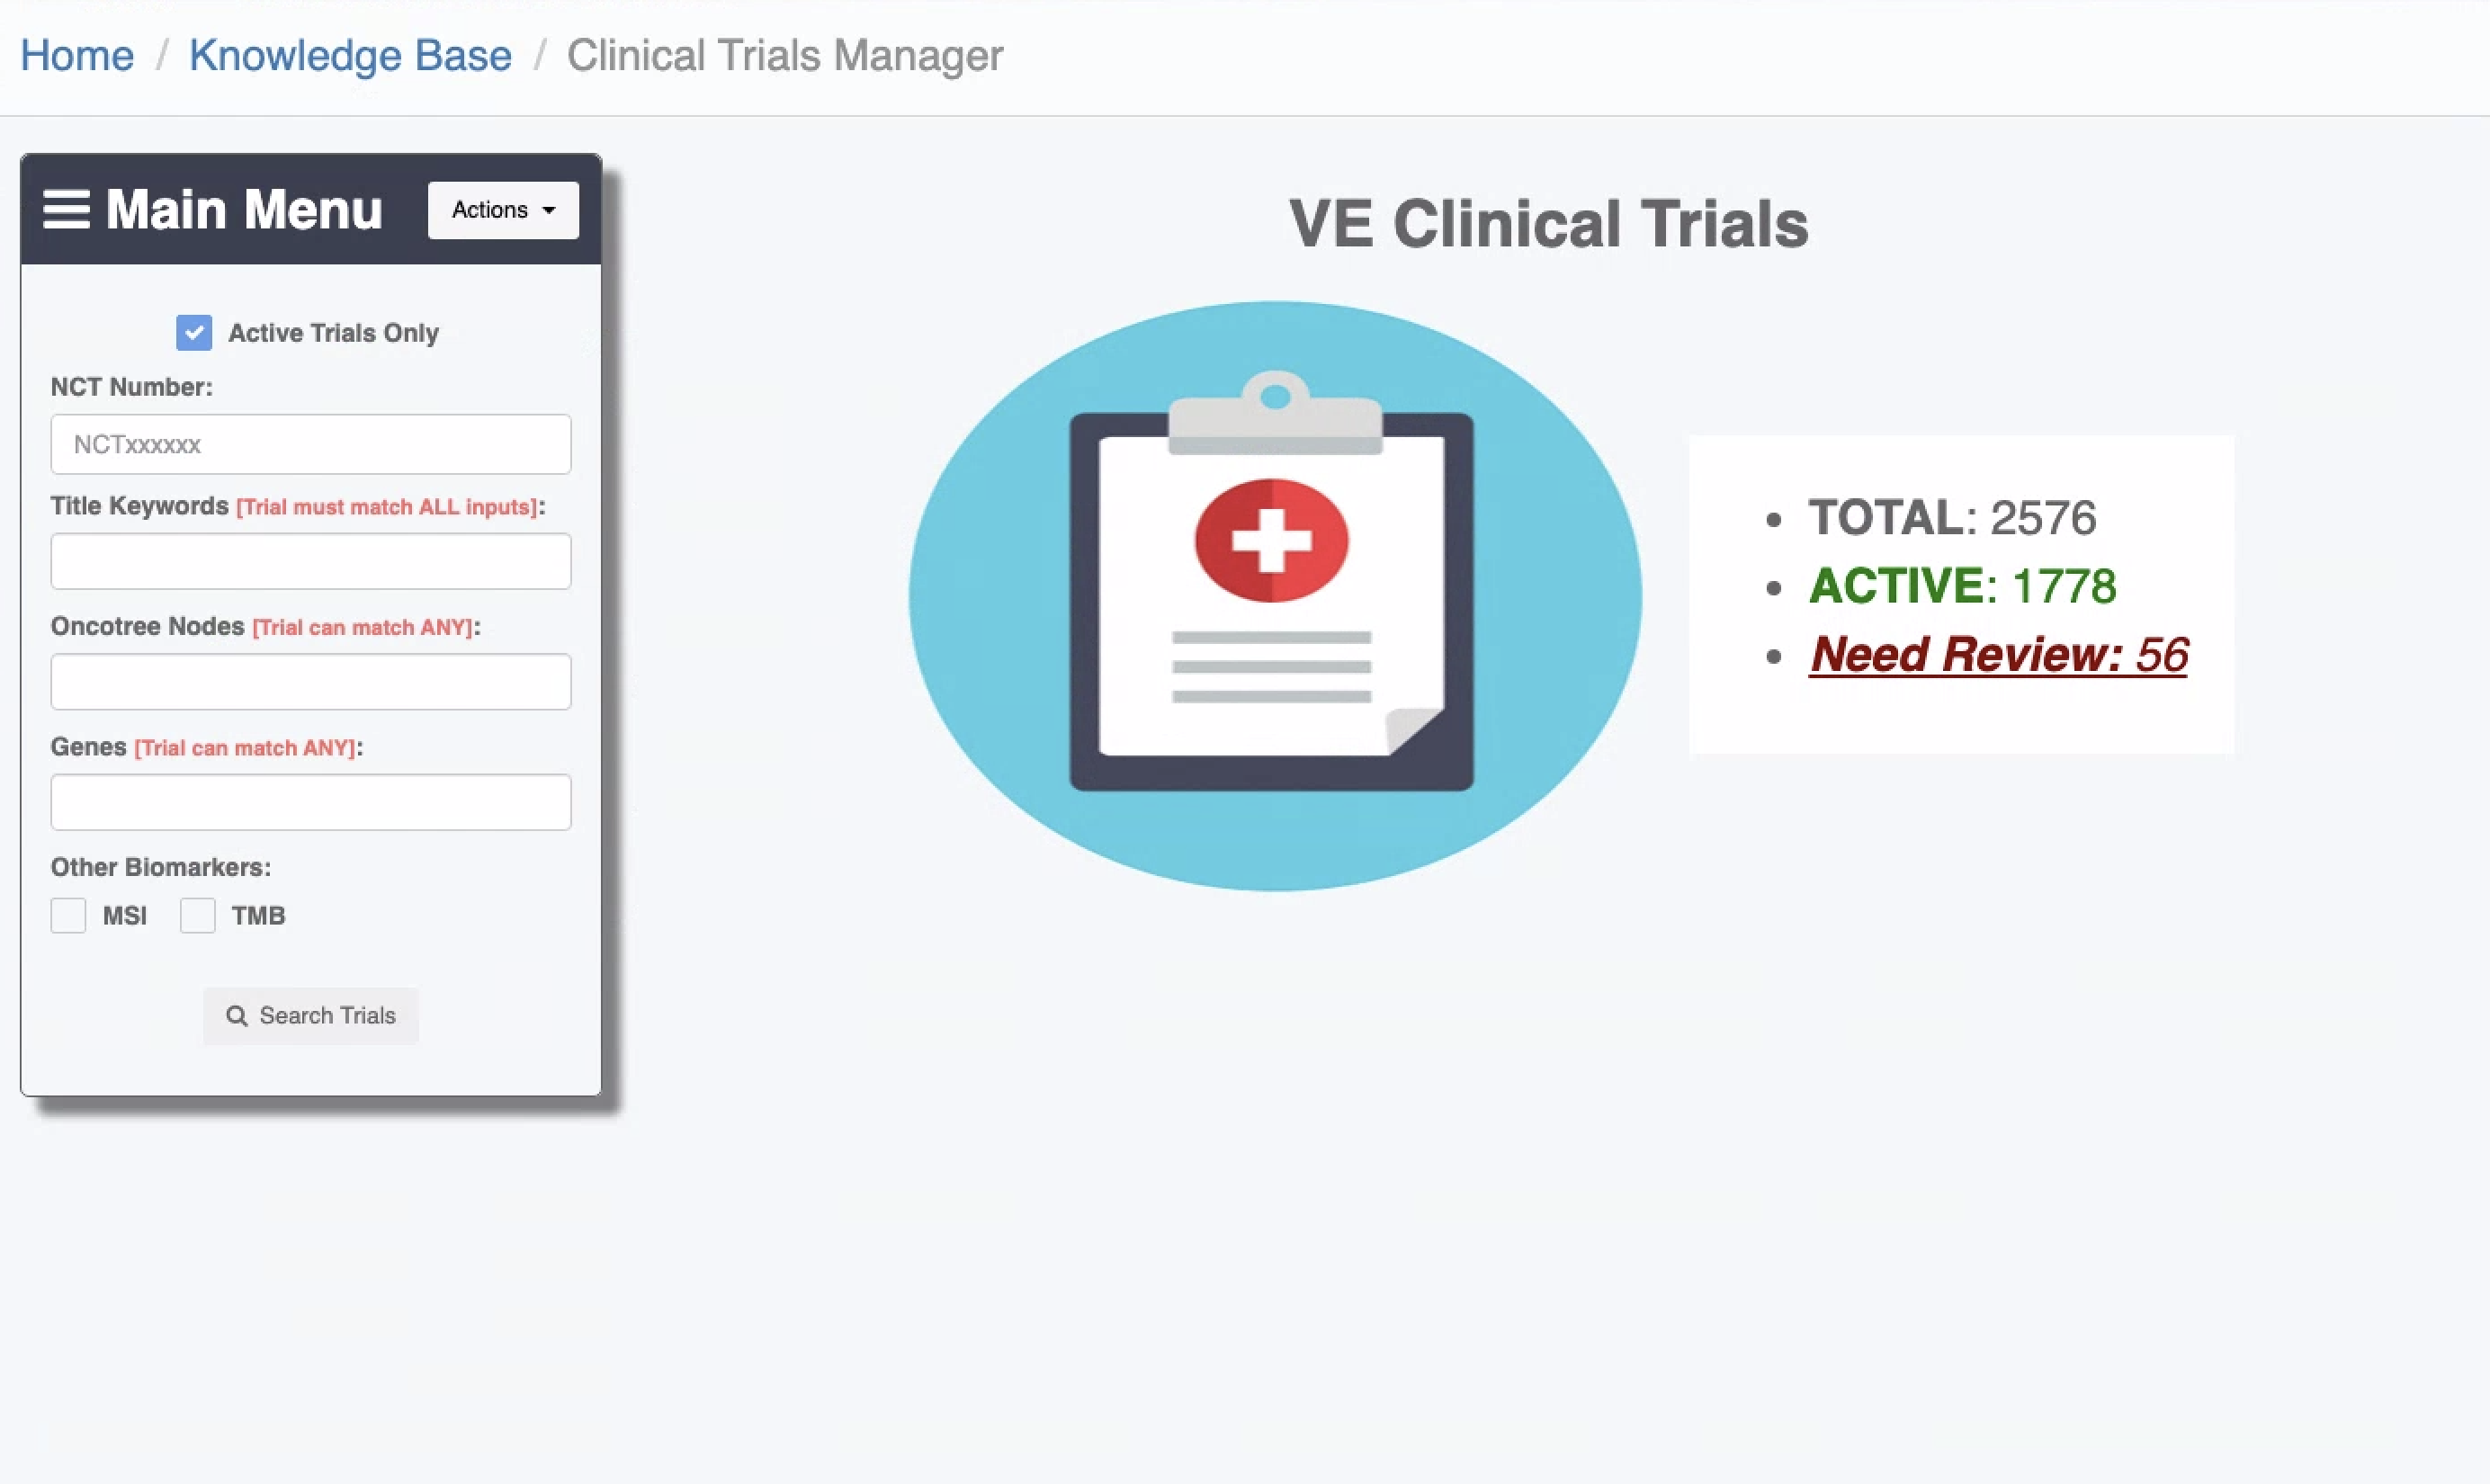 Home / Knowledge Base / Clinical Trials Manager
Main Menu
Actions
Active Trials Only
NCT Number:
NCTxxxxxx
Title Keywords [Trial must match ALL inputs]:
Oncotree Nodes [Trial can match ANY]:
Genes [Trial can match ANY]:
Other Biomarkers:
MSI TMB
Search Trials
VE Clinical Trials
• TOTAL: 2576
• ACTIVE: 1778
• Need Review: 56